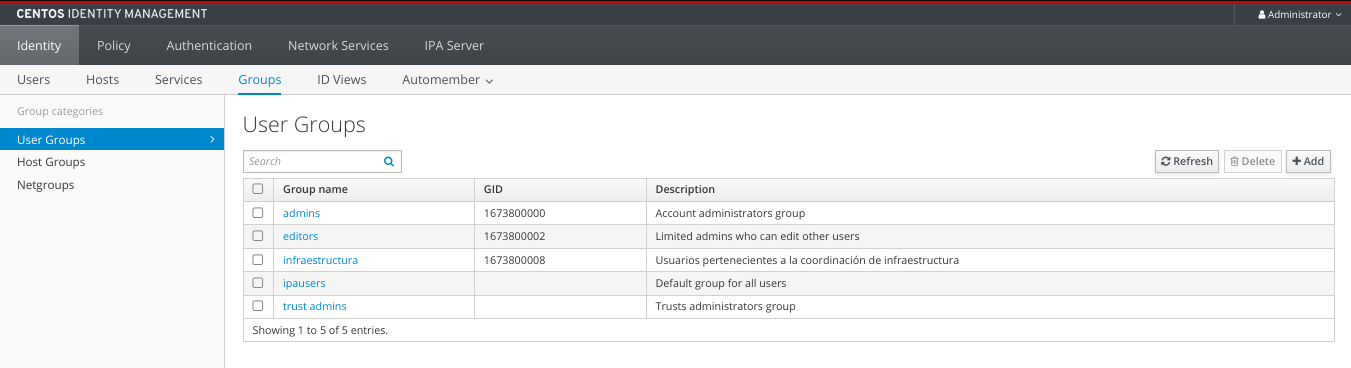 CENTOS IDENTITY MANAGEMENT Administrator
Identity Policy Authentication Network Services IPA Server
Users Hosts Services Groups ID Views Automember
Group categories
User Groups
Host Groups
Netgroups
User Groups
Search Refresh Delete Add
Group name GID Description
admins 1673800000 Account administrators group
editors 1673800002 Limited admins who can edit other users
infraestructura 1673800008 Usuarios pertenecientes a la coordinación de infraestructura
ipausers Default group for all users
trust admins Trusts administrators group
Showing 1 to 5 of 5 entries.